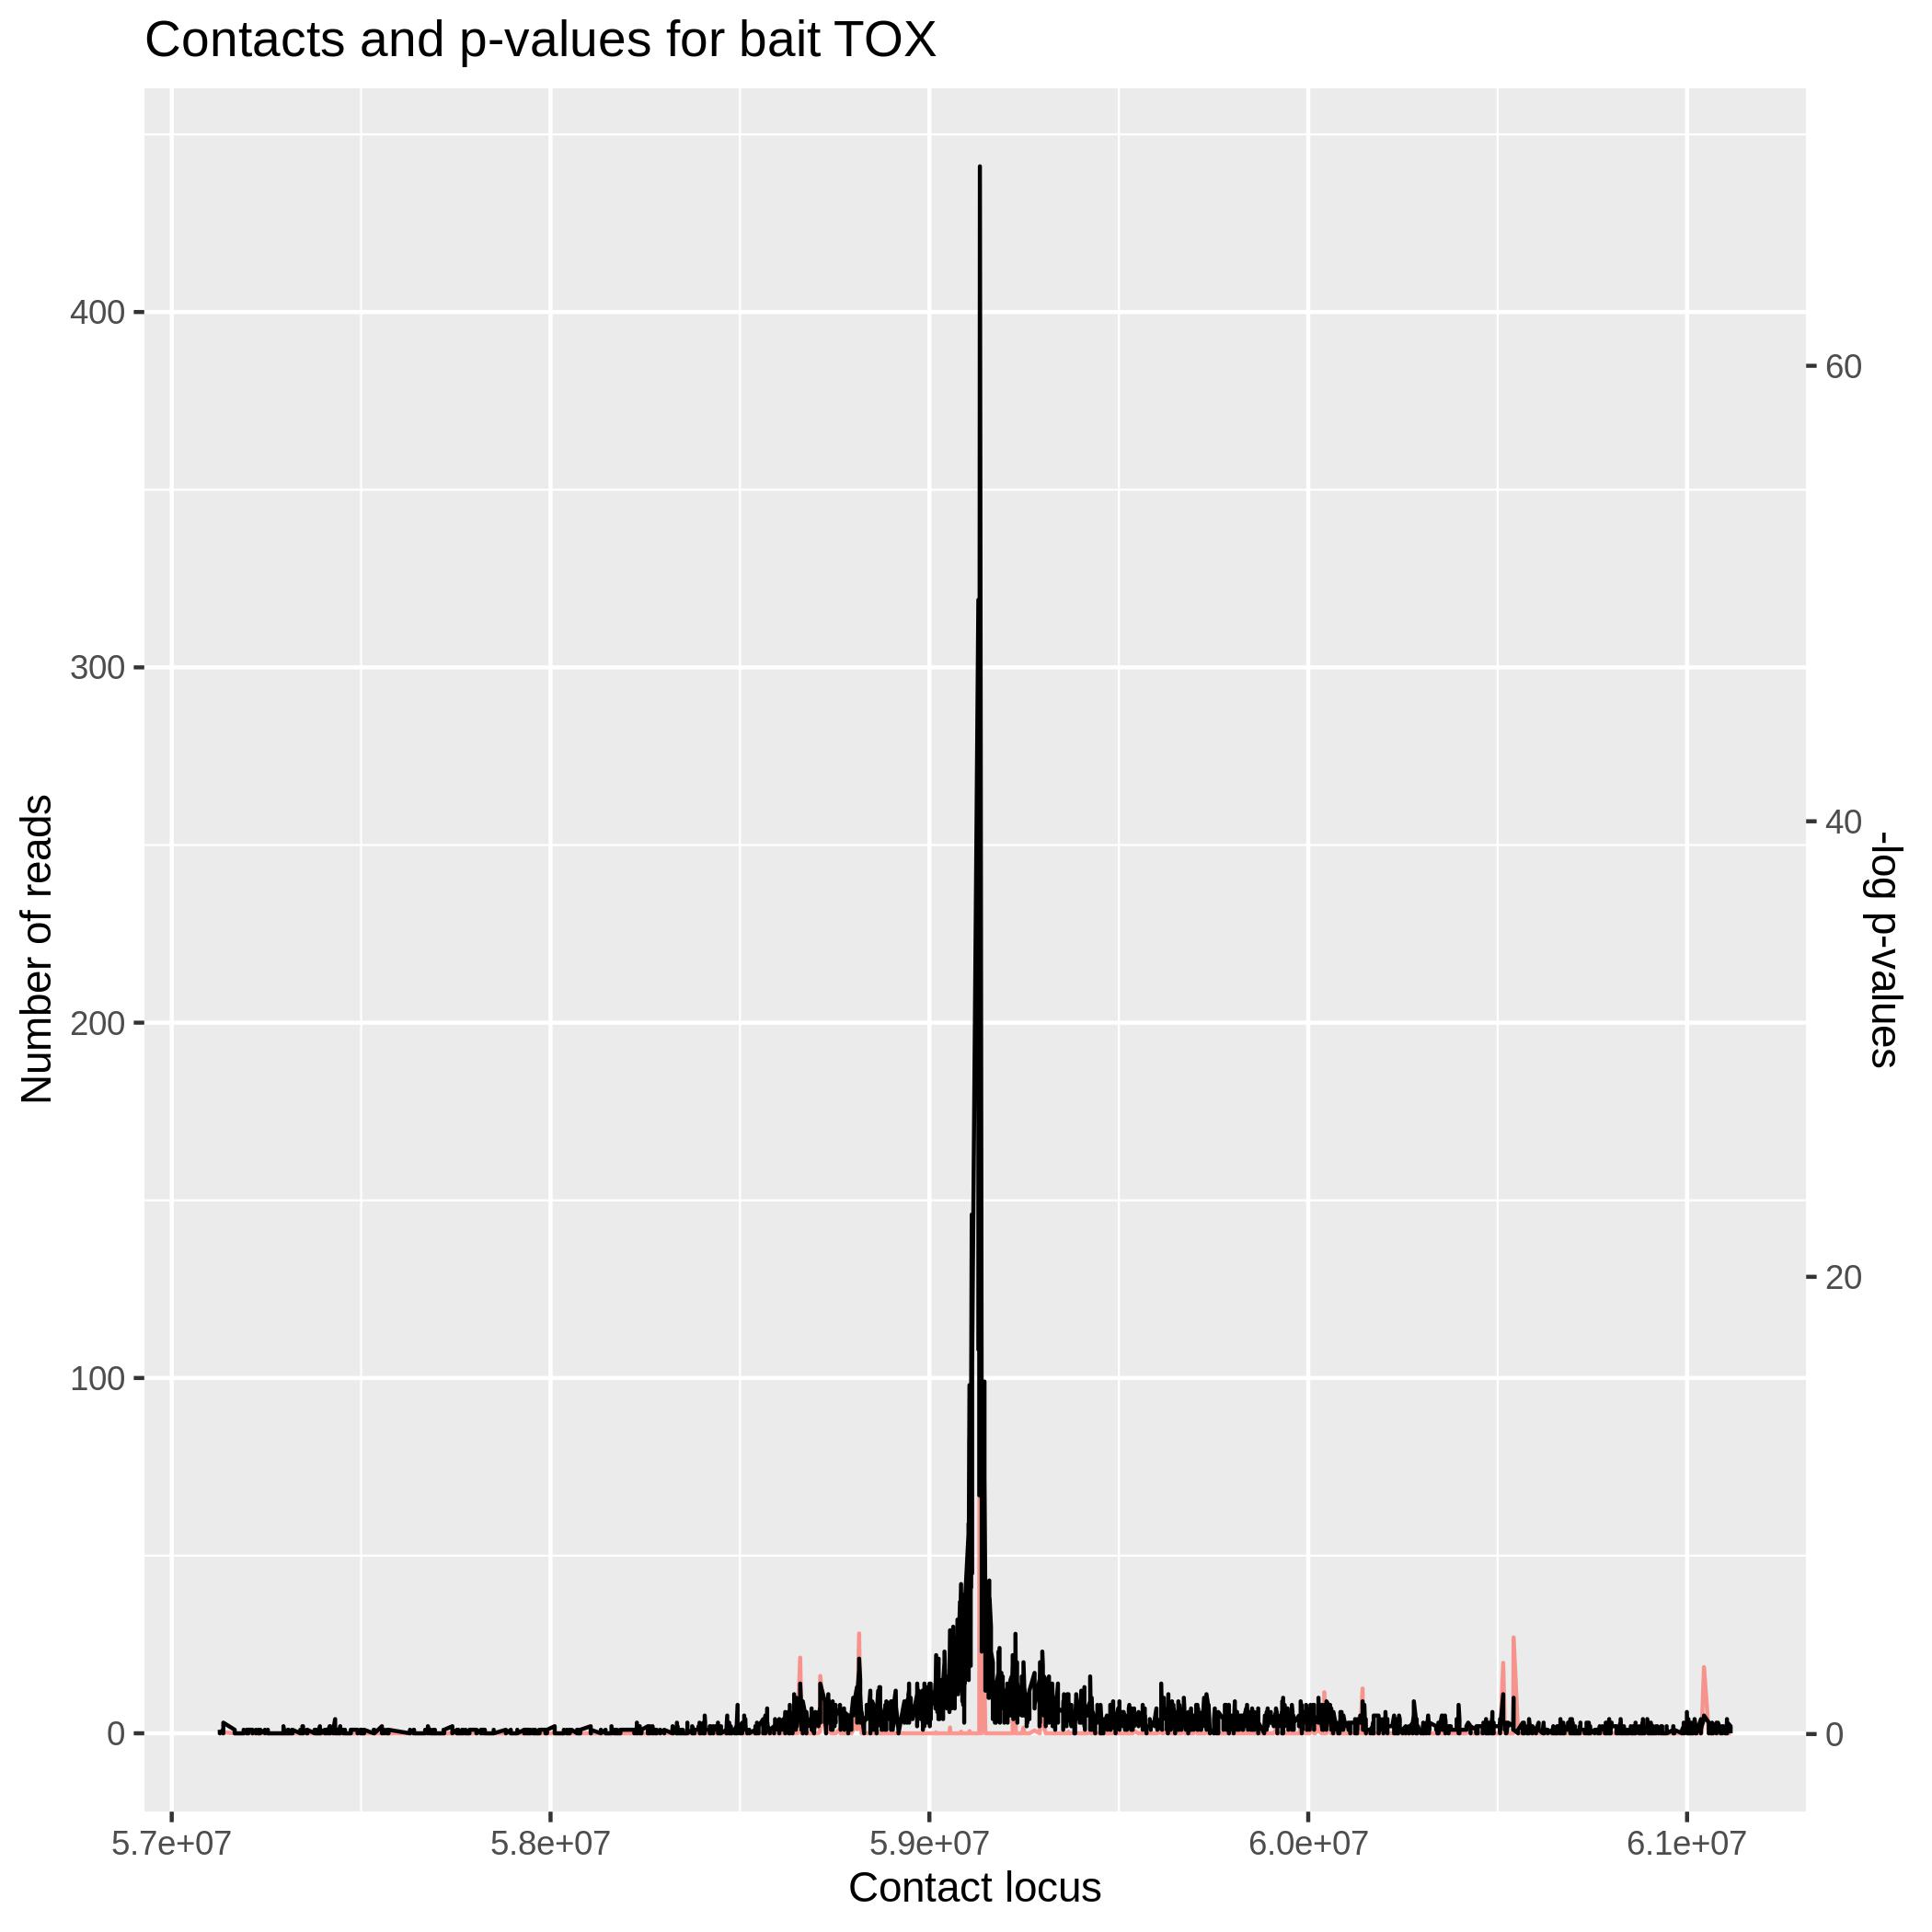 Contacts and p-values for bait TOX
Number of reads
400
300
200
100
0
60
40
20
0
-log p-values
5.7e+07
5.8e+07
5.9e+07
6.0e+07
6.1e+07
Contact locus